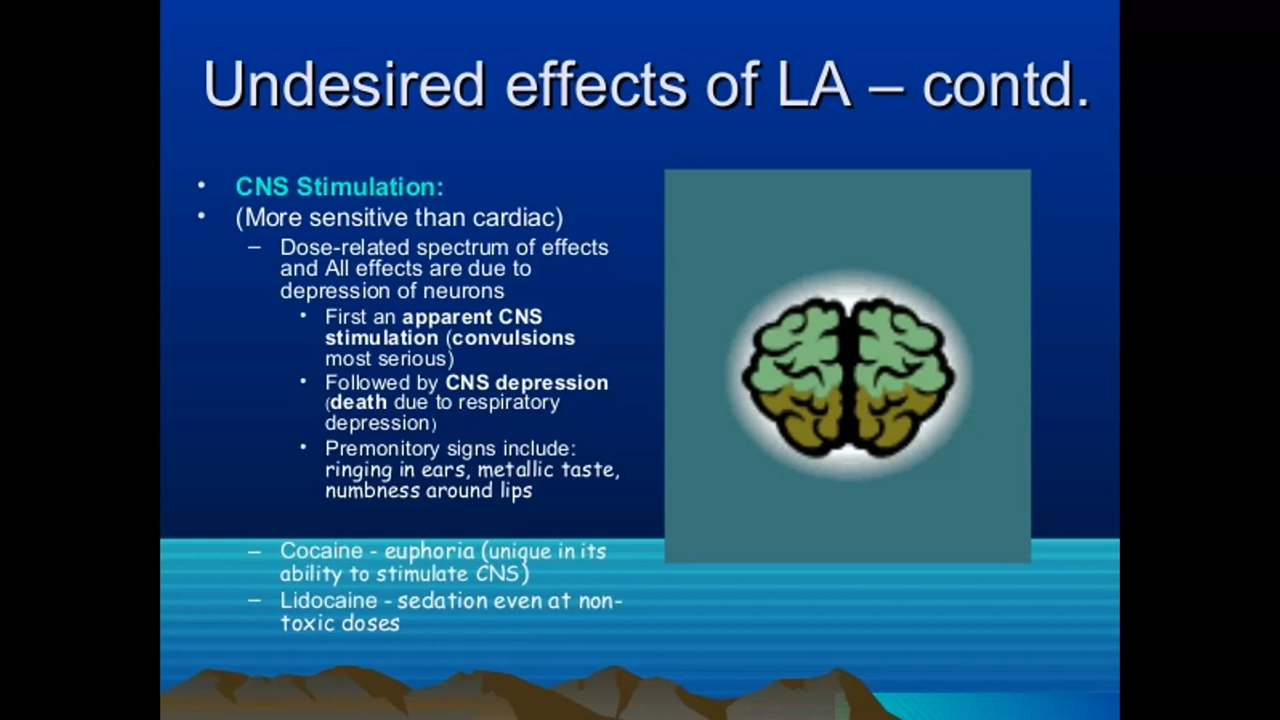 Undesired effects of LA – contd.
• CNS Stimulation:
• (More sensitive than cardiac)
– Dose-related spectrum of effects
and All effects are due to
depression of neurons
• First an apparent CNS
stimulation (convulsions
most serious)
• Followed by CNS depression
(death due to respiratory
depression)
• Premonitory signs include:
ringing in ears, metallic taste,
numbness around lips
– Cocaine - euphoria (unique in its
ability to stimulate CNS)
– Lidocaine - sedation even at non-
toxic doses